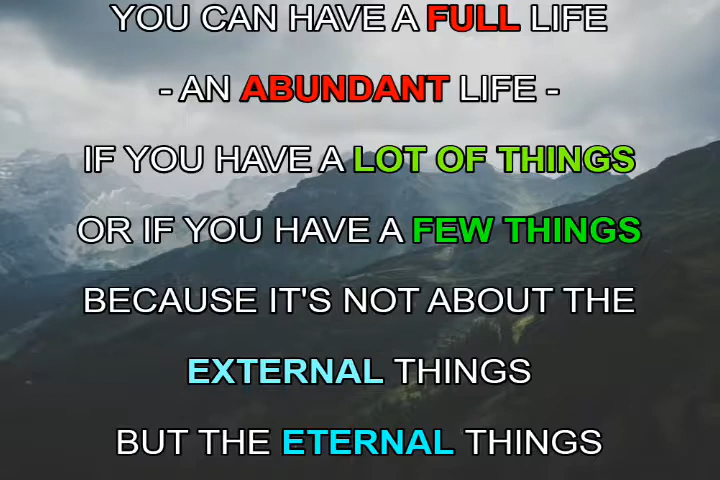 YOU CAN HAVE A FULL LIFE
- AN ABUNDANT LIFE -
IF YOU HAVE A LOT OF THINGS
OR IF YOU HAVE A FEW THINGS
BECAUSE IT'S NOT ABOUT THE
EXTERNAL THINGS
BUT THE ETERNAL THINGS